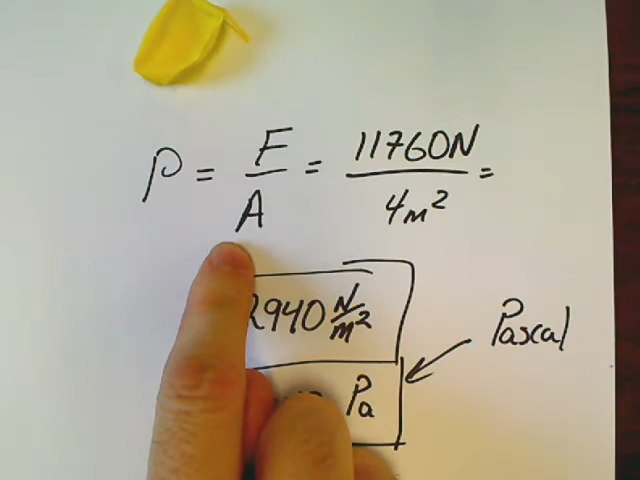 P = F/A = 11760N/4m² =
2940 N/m²
Pa
Pascal